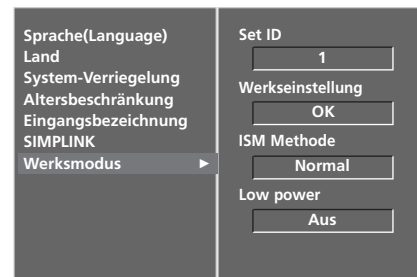 Sprache(Language)
Land
System-Verriegelung
Altersbeschränkung
Eingangsbezeichnung
SIMPLINK
Werksmodus ►
Set ID
1
Werkseinstellung
OK
ISM Methode
Normal
Low power
Aus